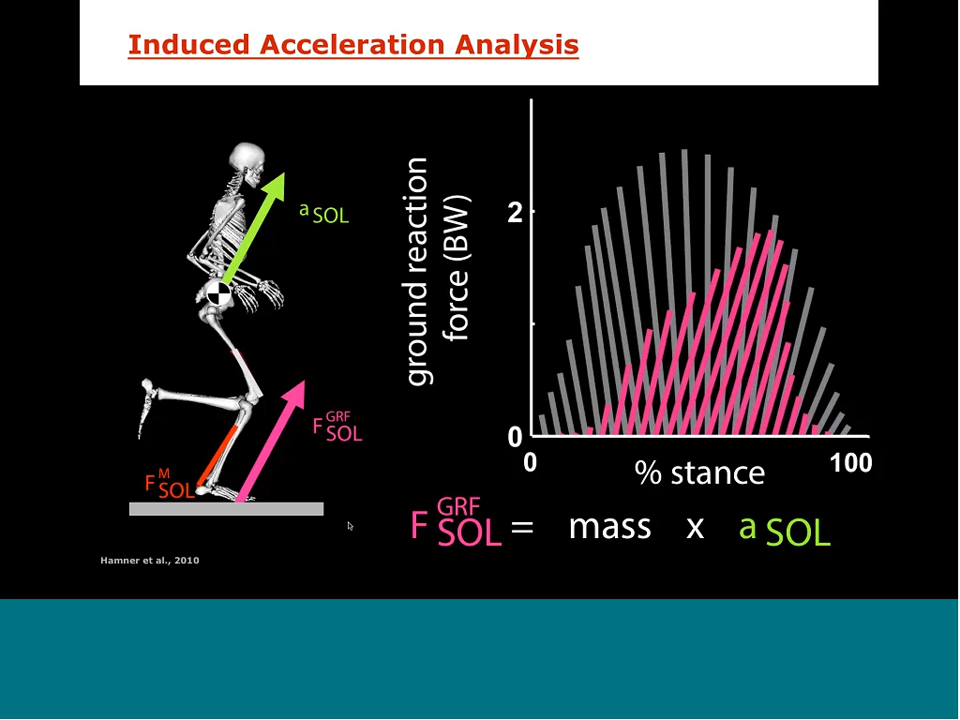 Induced Acceleration Analysis
a SOL
F GRF SOL
F M SOL
Hamner et al., 2010
ground reaction
force (BW)
2
0
0
% stance
100
F GRF SOL = mass x a SOL